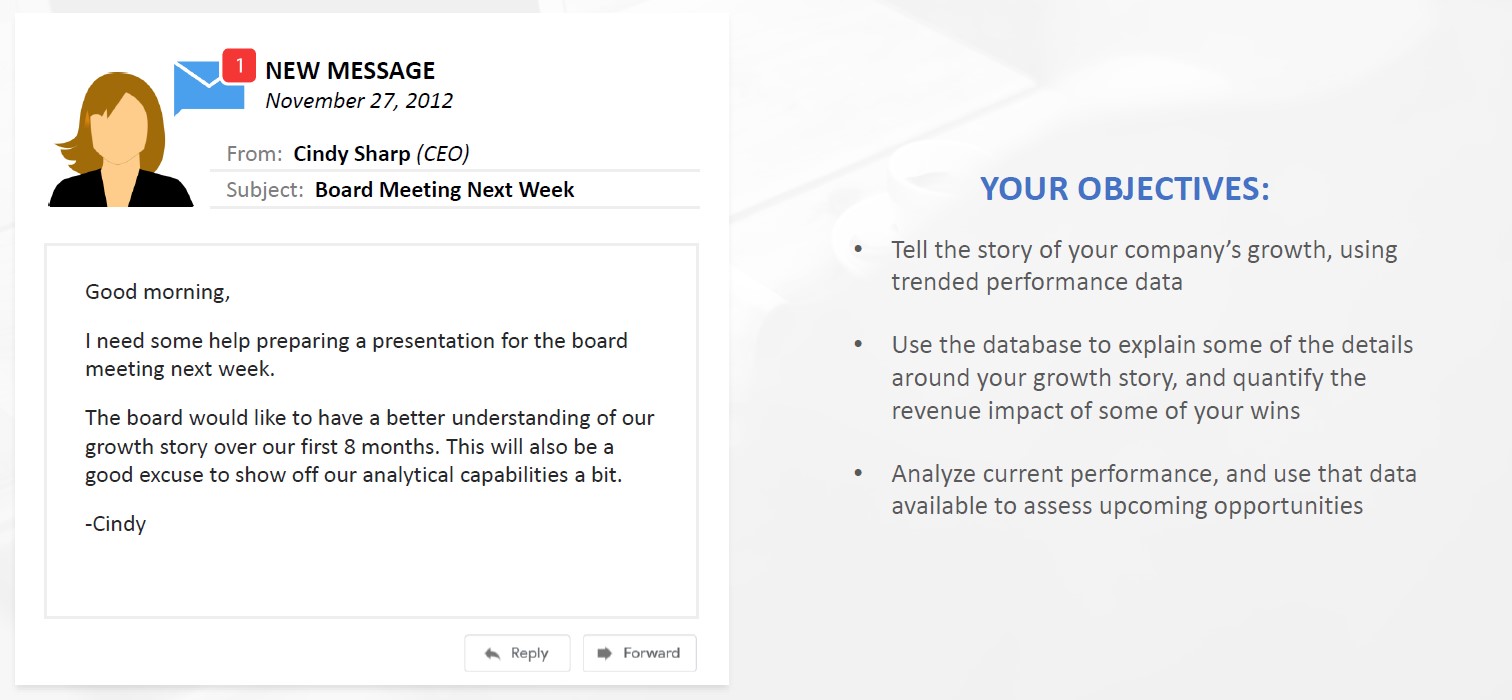 1
NEW MESSAGE
November 27, 2012
From: Cindy Sharp (CEO)
Subject: Board Meeting Next Week
Good morning,
I need some help preparing a presentation for the board
meeting next week.
The board would like to have a better understanding of our
growth story over our first 8 months. This will also be a
good excuse to show off our analytical capabilities a bit.
-Cindy
Reply
Forward
YOUR OBJECTIVES:
• Tell the story of your company’s growth, using
trended performance data
• Use the database to explain some of the details
around your growth story, and quantify the
revenue impact of some of your wins
• Analyze current performance, and use that data
available to assess upcoming opportunities